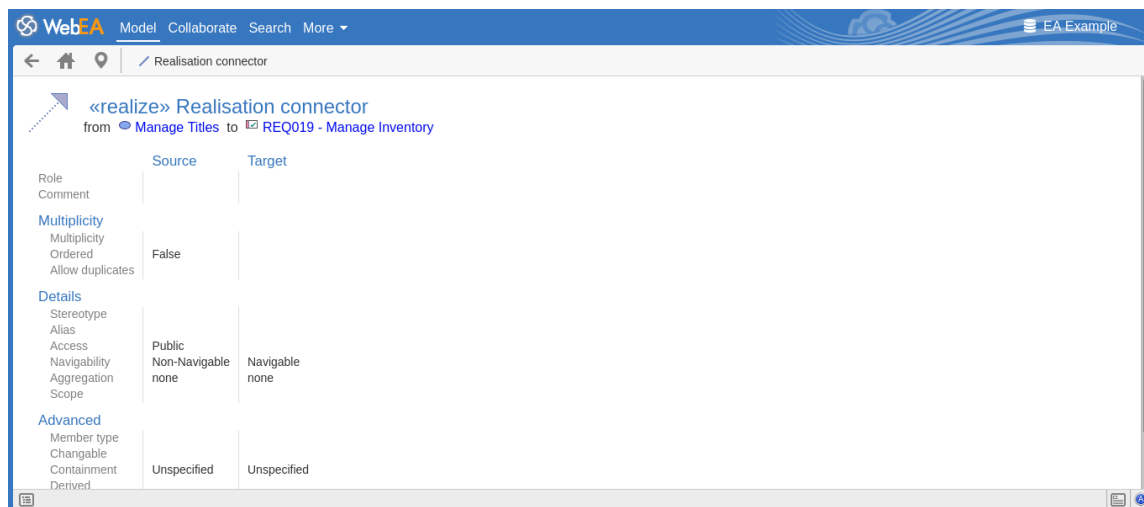 WebEA Model Collaborate Search More EA Example
Realisation connector
«realize» Realisation connector
from Manage Titles to REQ019 - Manage Inventory
Source Target
Role
Comment
Multiplicity
Multiplicity
Ordered False
Allow duplicates
Details
Stereotype
Alias
Access Public
Navigability Non-Navigable Navigable
Aggregation none none
Scope
Advanced
Member type
Changable
Containment Unspecified Unspecified
Derived